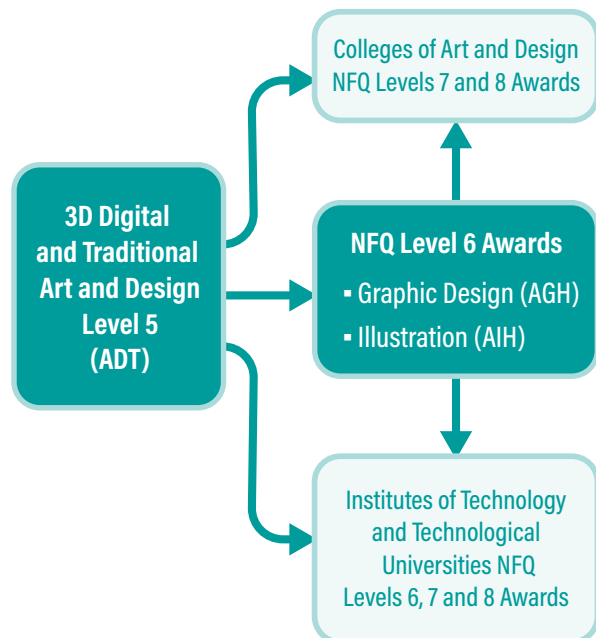 Colleges of Art and Design
NFQ Levels 7 and 8 Awards
3D Digital
and Traditional
Art and Design
Level 5
(ADT)
NFQ Level 6 Awards
▪ Graphic Design (AGH)
▪ Illustration (AIH)
Institutes of Technology
and Technological
Universities NFQ
Levels 6, 7 and 8 Awards